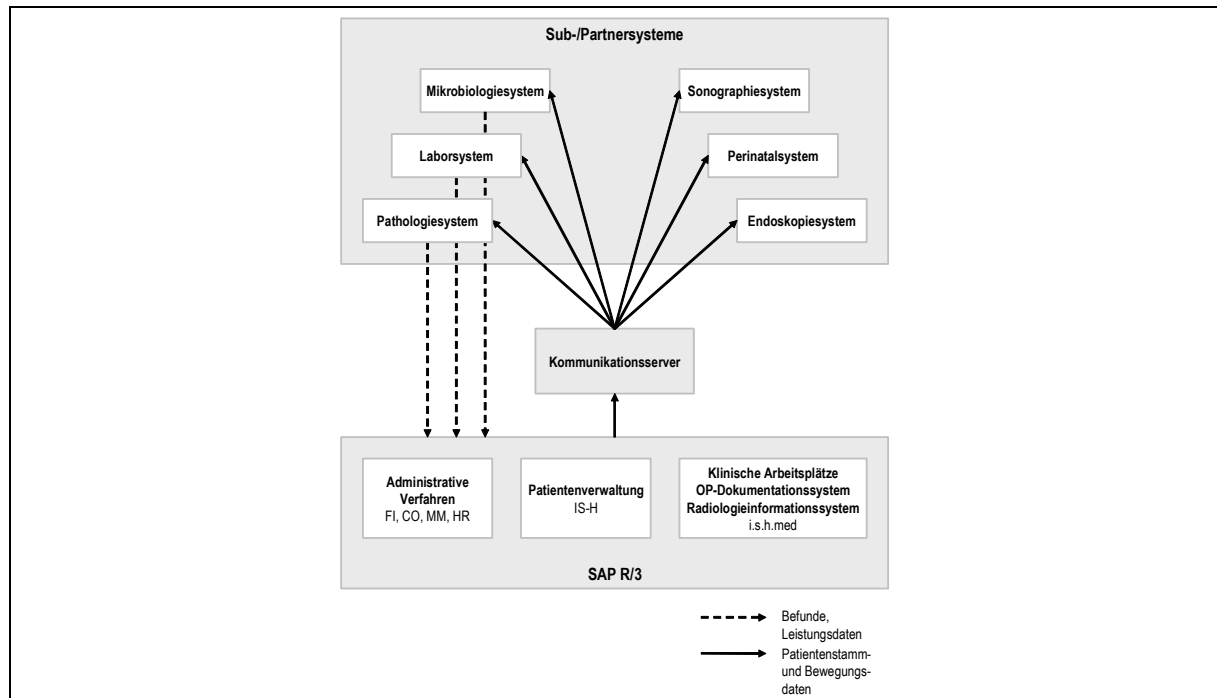 Sub-/Partnersysteme
Mikrobiologiesystem
Sonographiesystem
Laborsystem
Perinatalsystem
Pathologiesystem
Endoskopiesystem
Kommunikationsserver
Administrative
Verfahren
FI, CO, MM, HR
Patientenverwaltung
IS-H
Klinische Arbeitsplätze
OP-Dokumentationssystem
Radiologieinformationssystem
i.s.h.med
SAP R/3
Befunde,
Leistungsdaten
Patientenstamm-
und Bewegungs-
daten